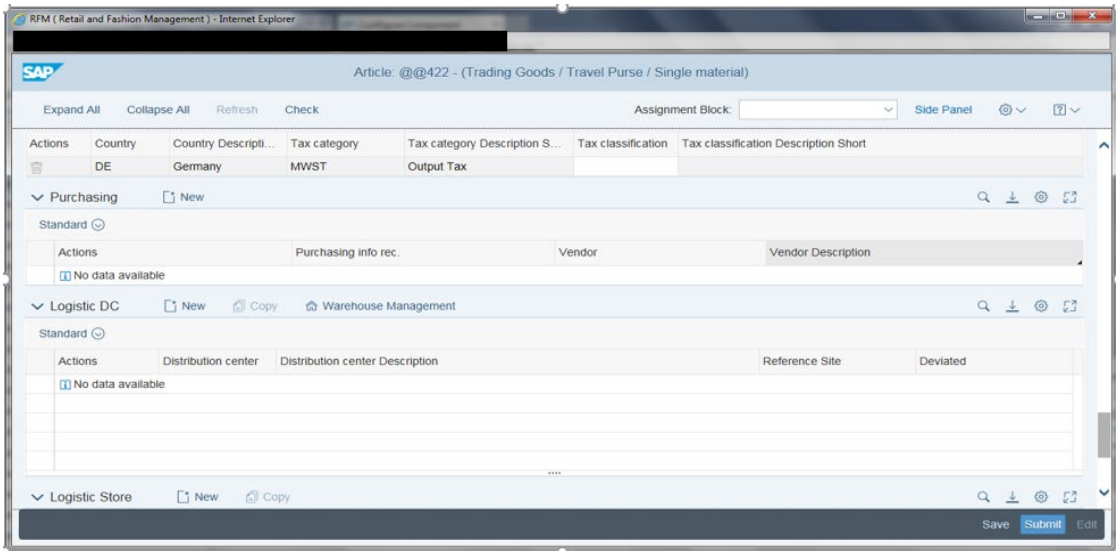 RFM ( Retail and Fashion Management ) - Internet Explorer
SAP
Article: @@422 - (Trading Goods / Travel Purse / Single material)
Expand All Collapse All Refresh Check Assignment Block: Side Panel
Actions Country Country Descripti... Tax category Tax category Description S... Tax classification Tax classification Description Short
DE Germany MWST Output Tax
Purchasing New
Standard
Actions Purchasing info rec. Vendor Vendor Description
No data available
Logistic DC New Copy Warehouse Management
Standard
Actions Distribution center Distribution center Description Reference Site Deviated
No data available
Logistic Store New Copy
Save Submit Edit